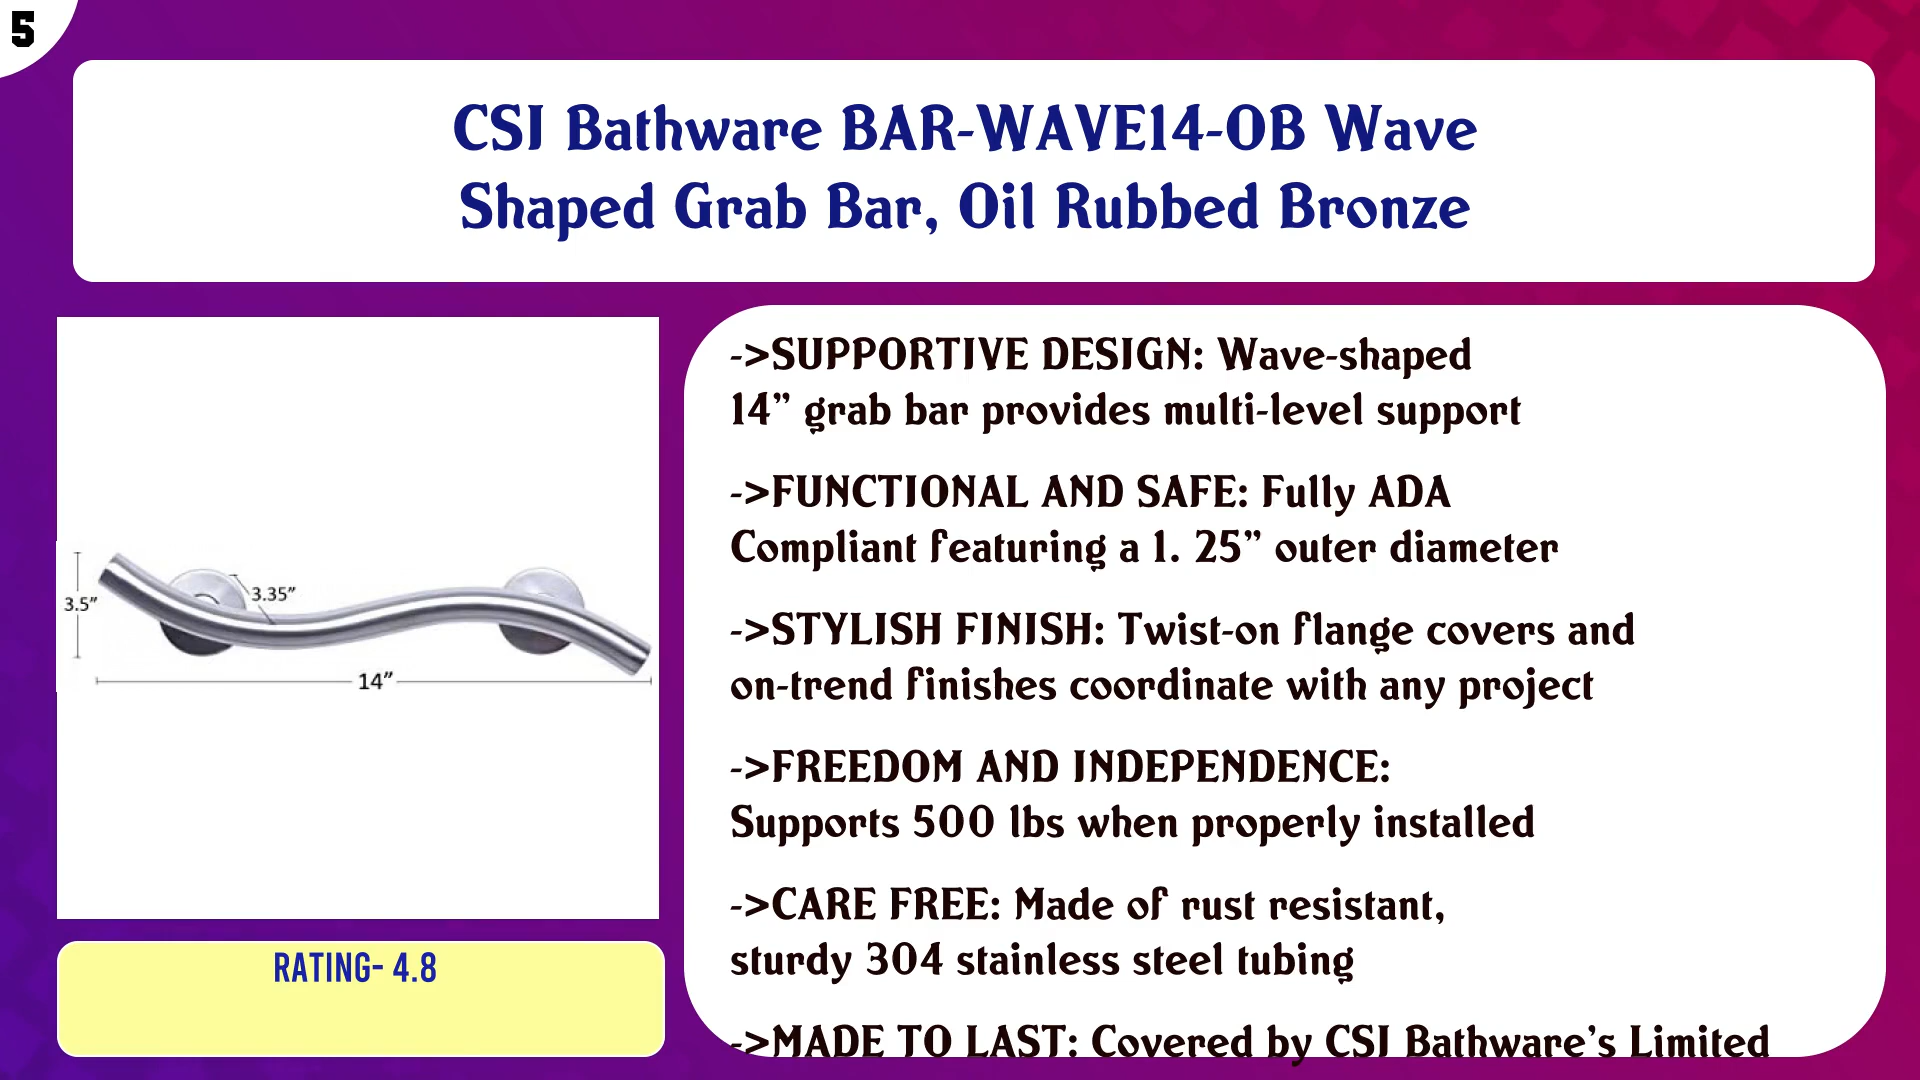 5
CSI Bathware BAR-WAVE14-OB Wave
Shaped Grab Bar, Oil Rubbed Bronze
3.5”
3.35”
14”
RATING- 4.8
->SUPPORTIVE DESIGN: Wave-shaped
14” grab bar provides multi-level support
->FUNCTIONAL AND SAFE: Fully ADA
Compliant featuring a 1. 25” outer diameter
->STYLISH FINISH: Twist-on flange covers and
on-trend finishes coordinate with any project
->FREEDOM AND INDEPENDENCE:
Supports 500 lbs when properly installed
->CARE FREE: Made of rust resistant,
sturdy 304 stainless steel tubing
->MADE TO LAST: Covered by CSI Bathware’s Limited